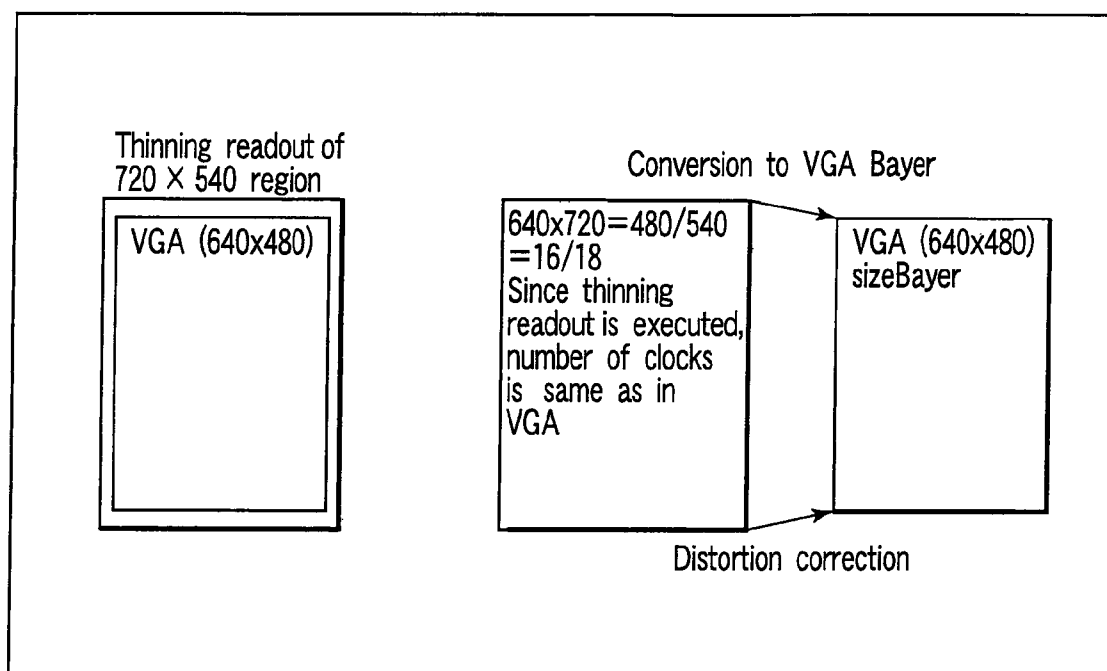 Thinning readout of
720 × 540 region
VGA (640x480)
Conversion to VGA Bayer
640x720=480/540
=16/18
Since thinning
readout is executed,
number of clocks
is same as in
VGA
VGA (640x480)
sizeBayer
Distortion correction